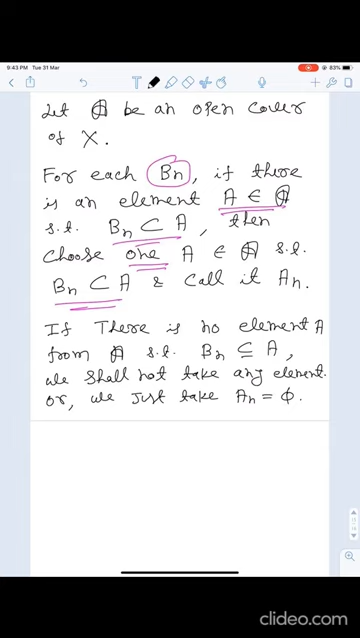 9:43 PM Tue 31 Mar
100%
Let 𝔸 be an open cover
of X.
For each Bn, if there
is an element A ∈ 𝔸
s.t. Bn ⊂ A, then
choose one A ∈ 𝔸 s.t.
Bn ⊂ A & call it An.
If There is no element A
from 𝔸 s.t. Bn ⊆ A,
we shall not take any element.
or, we just take An = ϕ.
clideo.com